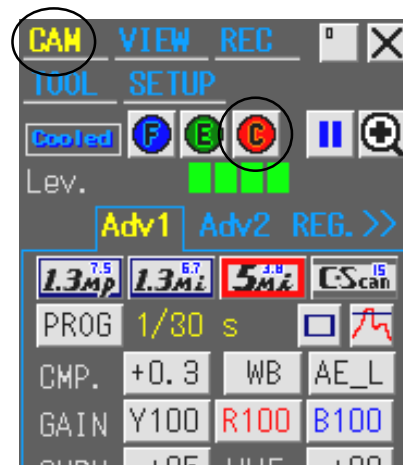 CAM VIEW REC
TOOL SETUP
Cooled F E C
Lev.
Adv1 Adv2 REG. >>
7.5 6.7 3.8 15
1.3Mp 1.3Mi 5Mi C-Scan
PROG 1/30 s
CMP. +0.3 WB AE_L
GAIN Y100 R100 B100